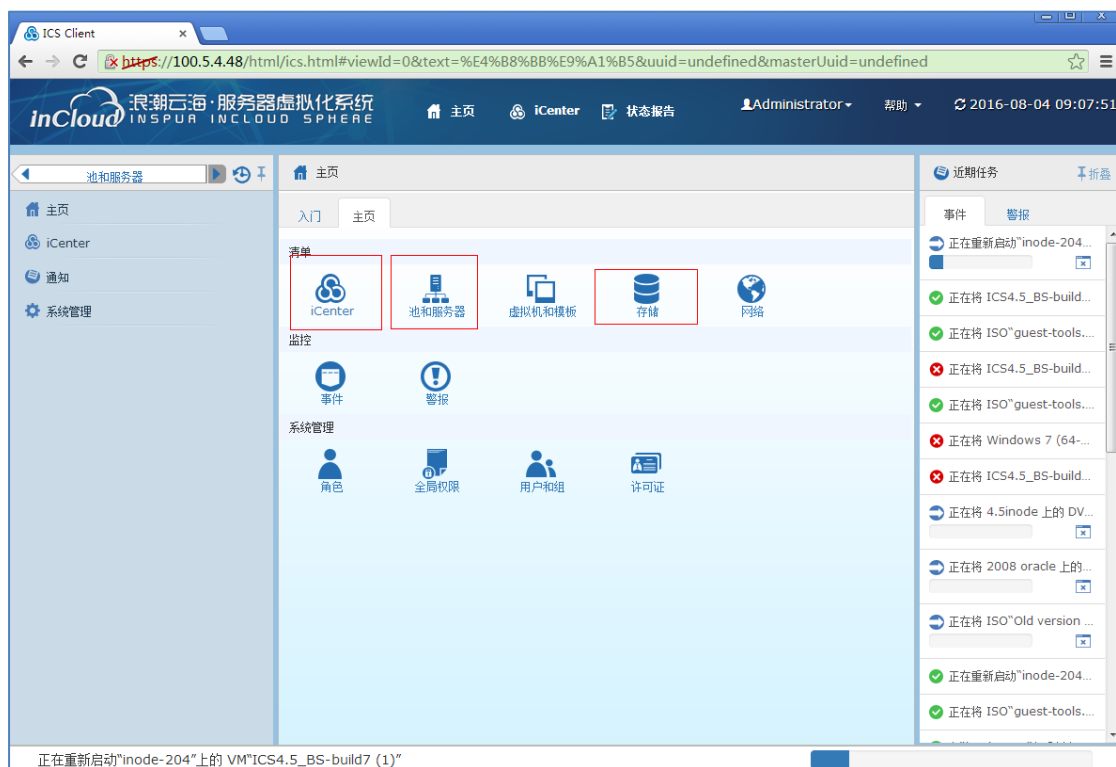 ICS Client
https://100.5.4.48/html/ics.html#viewId=0&text=%E4%B8%BB%E9%A1%B5&uuid=undefined&masterUuid=undefined
inCloud 浪潮云海·服务器虚拟化系统
INSPUR INCLOUD SPHERE
主页 iCenter 状态报告 Administrator 帮助 2016-08-04 09:07:51
池和服务器
主页
iCenter
通知
系统管理
主页
入门 主页
清单
iCenter 池和服务器 虚拟机和模板 存储 网络
监控
事件 警报
系统管理
角色 全局权限 用户和组 许可证
近期任务 折叠
事件 警报
正在重新启动"inode-204...
正在将 ICS4.5_BS-build...
正在将 ISO"guest-tools....
正在将 ICS4.5_BS-build...
正在将 ISO"guest-tools....
正在将 Windows 7 (64-...
正在将 ICS4.5_BS-build...
正在将 4.5inode 上的 DV...
正在将 2008 oracle 上的...
正在将 ISO"Old version ...
正在重新启动"inode-204...
正在将 ISO"guest-tools....
正在重新启动"inode-204"上的 VM"ICS4.5_BS-build7 (1)"